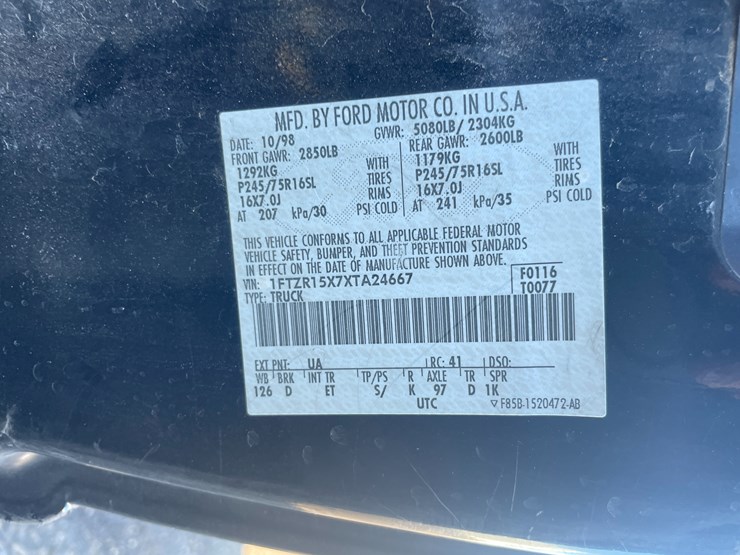 MFD. BY FORD MOTOR CO. IN U.S.A.
DATE: 10/98 GVWR: 5080LB/ 2304KG
FRONT GAWR: 2850LB REAR GAWR: 2600LB
1292KG WITH 1179KG WITH
P245/75R16SL TIRES P245/75R16SL TIRES
16X7.0J RIMS 16X7.0J RIMS
AT 207 kPa/30 PSI COLD AT 241 kPa/35 PSI COLD
THIS VEHICLE CONFORMS TO ALL APPLICABLE FEDERAL MOTOR
VEHICLE SAFETY, BUMPER, AND THEFT PREVENTION STANDARDS
IN EFFECT ON THE DATE OF MANUFACTURE SHOWN ABOVE.
VIN: 1FTZR15X7XTA24667 F0116
TYPE: TRUCK T0077
EXT PNT: UA RC: 41 DSO:
WB BRK INT TR TP/PS R AXLE TR SPR
126 D ET S/ K 97 D 1K
UTC ▽ F85B-1520472-AB